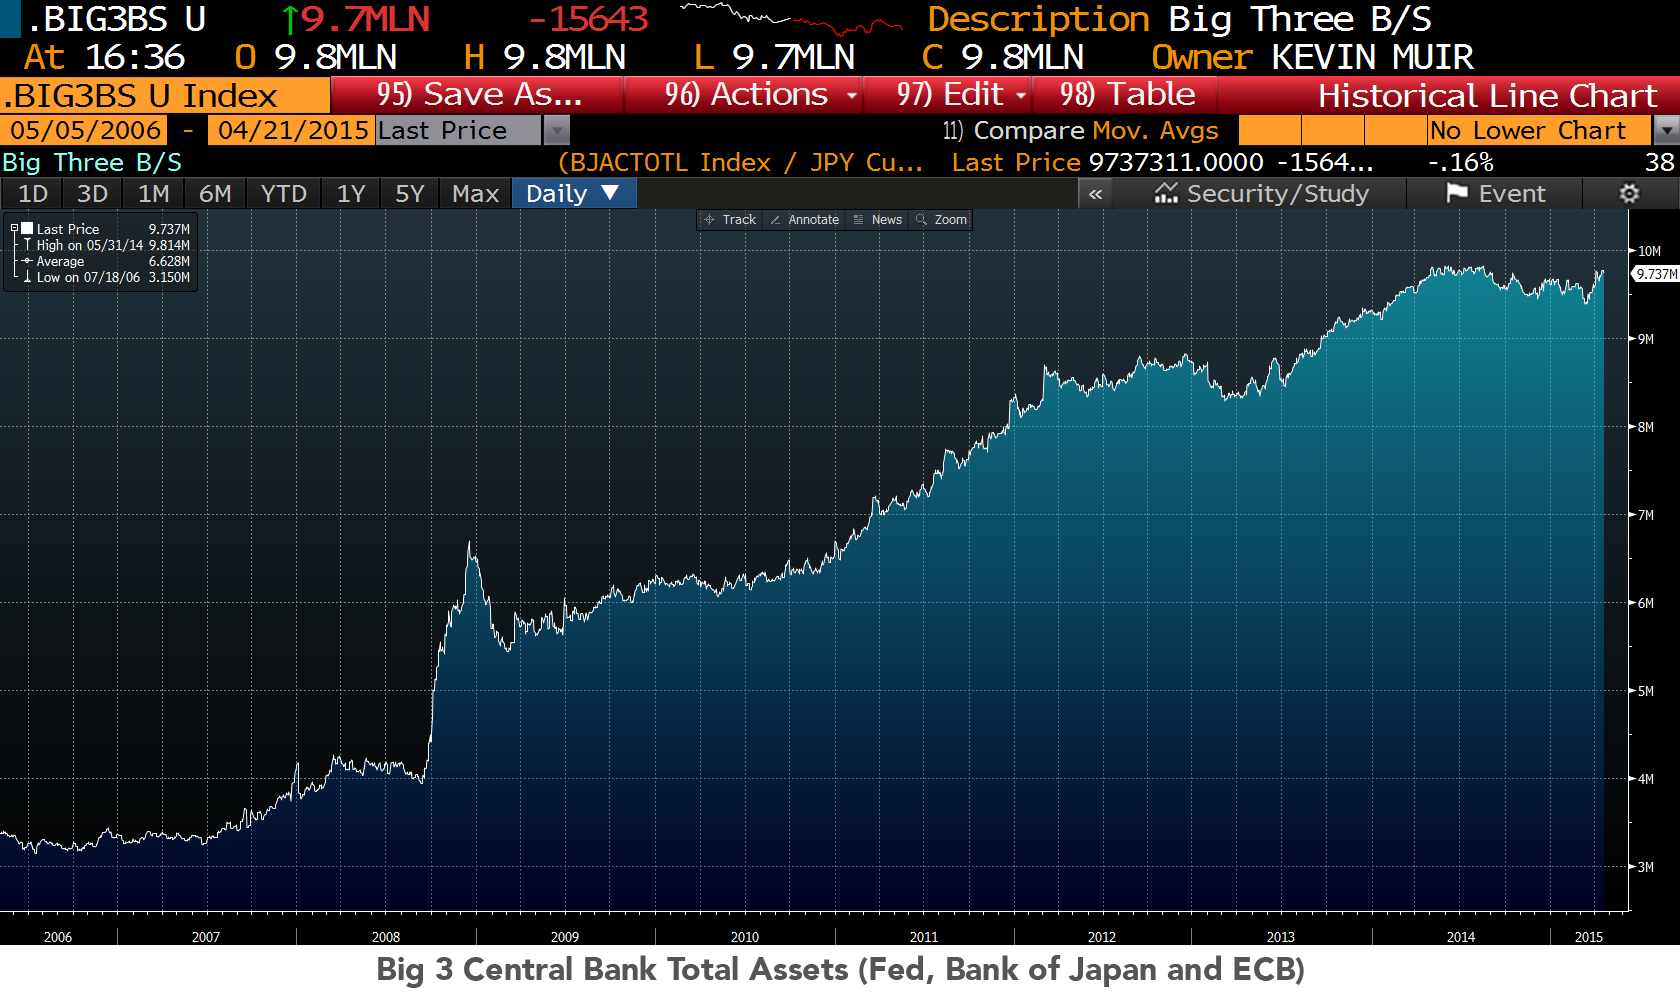 .BIG3BS U ↑9.7MLN -15643 Description Big Three B/S
At 16:36 O 9.8MLN H 9.8MLN L 9.7MLN C 9.8MLN Owner KEVIN MUIR
.BIG3BS U Index 95) Save As... 96) Actions 97) Edit 98) Table Historical Line Chart
05/05/2006 - 04/21/2015 Last Price 11) Compare Mov. Avgs No Lower Chart
Big Three B/S (BJACTOTL Index / JPY Cu... Last Price 9737311.0000 -1564... -.16% 38
1D 3D 1M 6M YTD 1Y 5Y Max Daily ▼ « Security/Study Event
Track Annotate News Zoom
Last Price 9.737M
High on 05/31/14 9.814M
Average 6.628M
Low on 07/18/06 3.150M
10M
9.737M
9M
8M
7M
6M
5M
4M
3M
2006 2007 2008 2009 2010 2011 2012 2013 2014 2015
Big 3 Central Bank Total Assets (Fed, Bank of Japan and ECB)